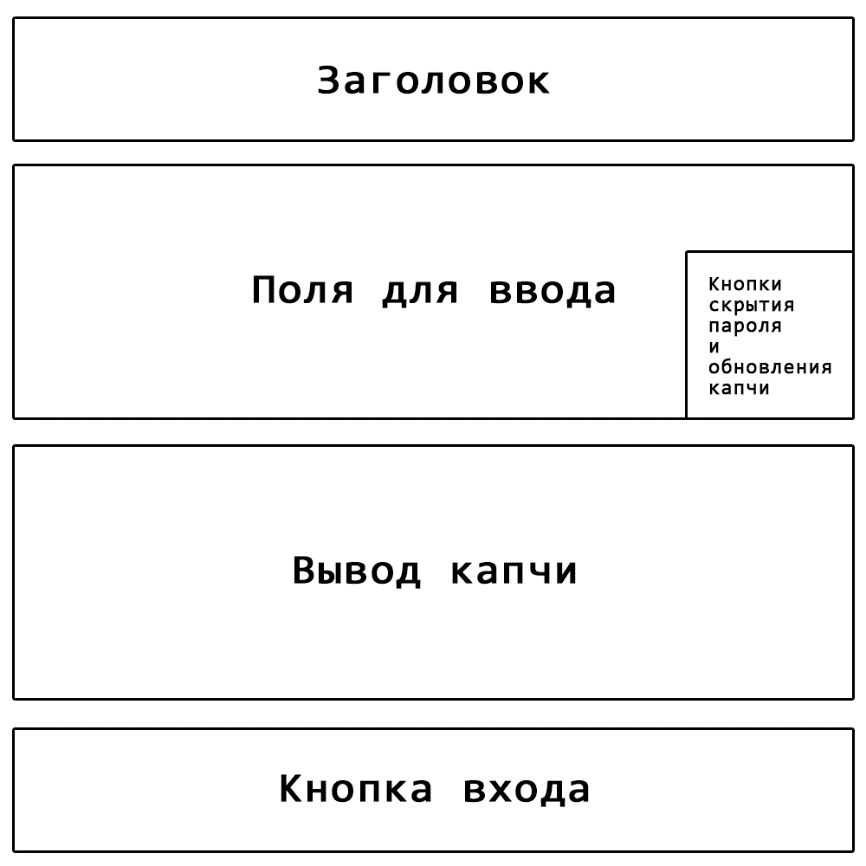 Заголовок
Поля для ввода
Кнопки
скрытия
пароля
и
обновления
капчи
Вывод капчи
Кнопка входа